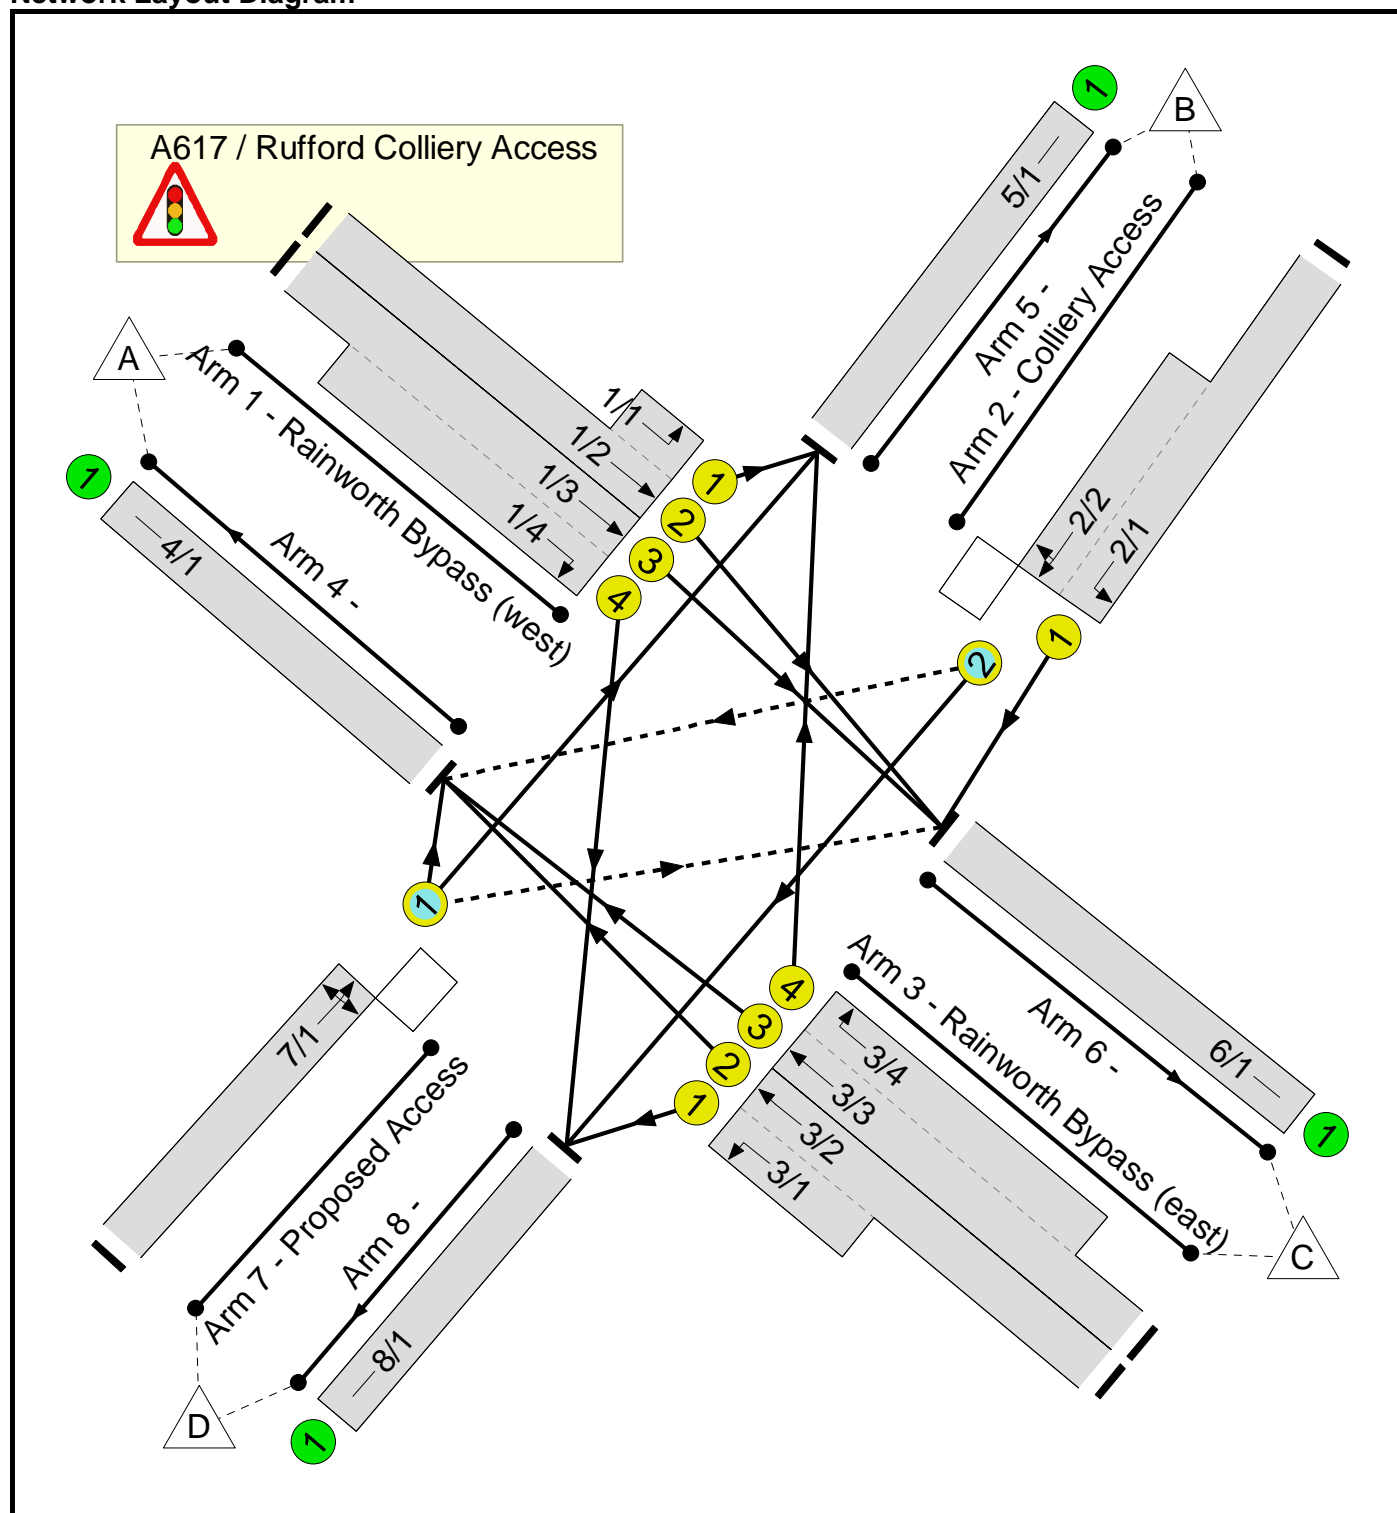 Network Layout Diagram
A617 / Rufford Colliery Access
1
B
5/1
Arm 5 -
Arm 2 - Colliery Access
A
Arm 1 - Rainworth Bypass (west)
1/1
1/2
1/3
1/4
1
2
3
4
2/2
2/1
1
4/1
Arm 4 -
2
1
1
7/1
Arm 7 - Proposed Access
Arm 8 -
8/1
D
1
4
3
2
1
3/4
3/3
3/2
3/1
Arm 3 - Rainworth Bypass (east)
Arm 6 -
6/1
1
C